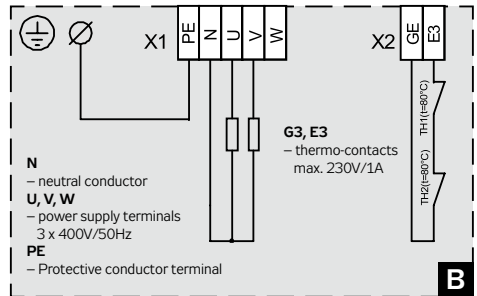 X1
PE
N
U
V
W
X2
GE
E3
TH1(t=80°C)
TH2(t=80°C)
G3, E3
– thermo-contacts
max. 230V/1A
N
– neutral conductor
U, V, W
– power supply terminals
3 x 400V/50Hz
PE
– Protective conductor terminal
B